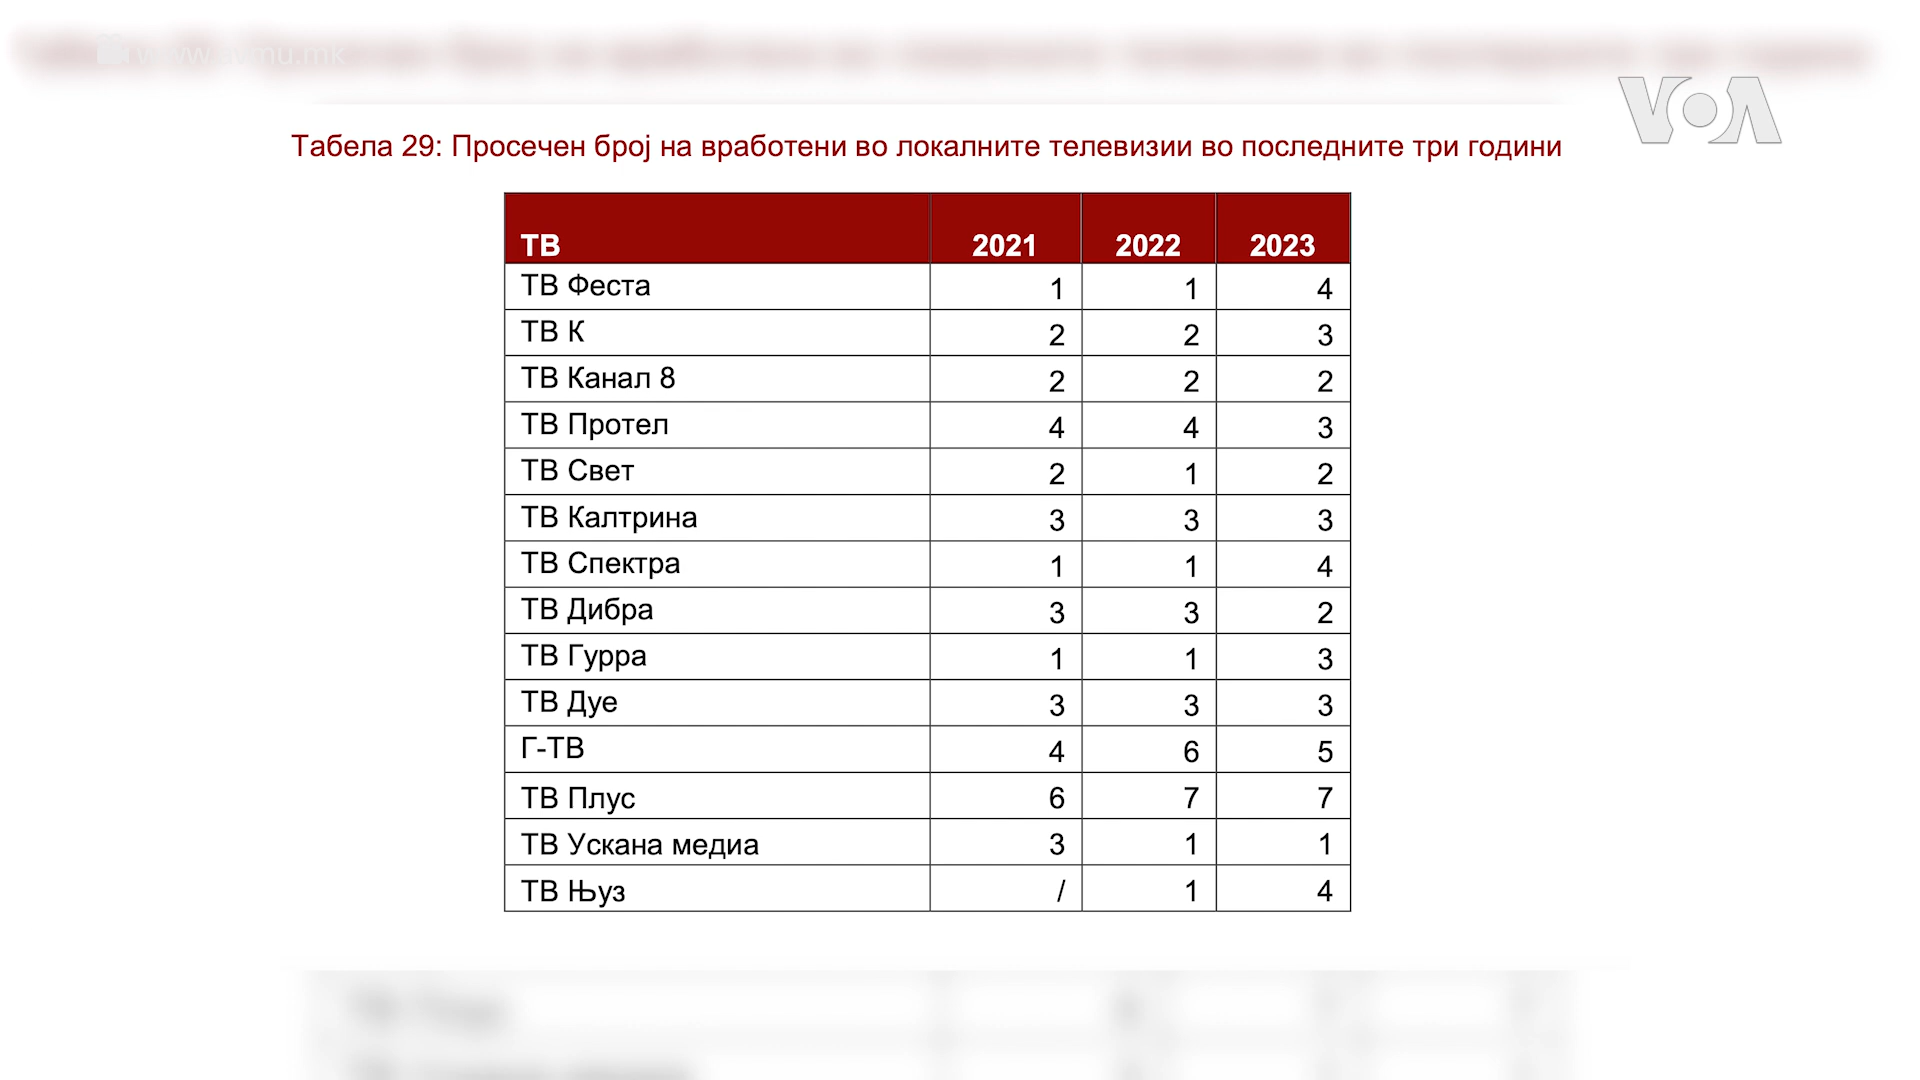 VOA
Табела 29: Просечен број на вработени во локалните телевизии во последните три години
ТВ 2021 2022 2023
ТВ Феста 1 1 4
ТВ К 2 2 3
ТВ Канал 8 2 2 2
ТВ Протел 4 4 3
ТВ Свет 2 1 2
ТВ Калтрина 3 3 3
ТВ Спектра 1 1 4
ТВ Дибра 3 3 2
ТВ Гурра 1 1 3
ТВ Дуе 3 3 3
Г-ТВ 4 6 5
ТВ Плус 6 7 7
ТВ Ускана медиа 3 1 1
ТВ Њуз / 1 4